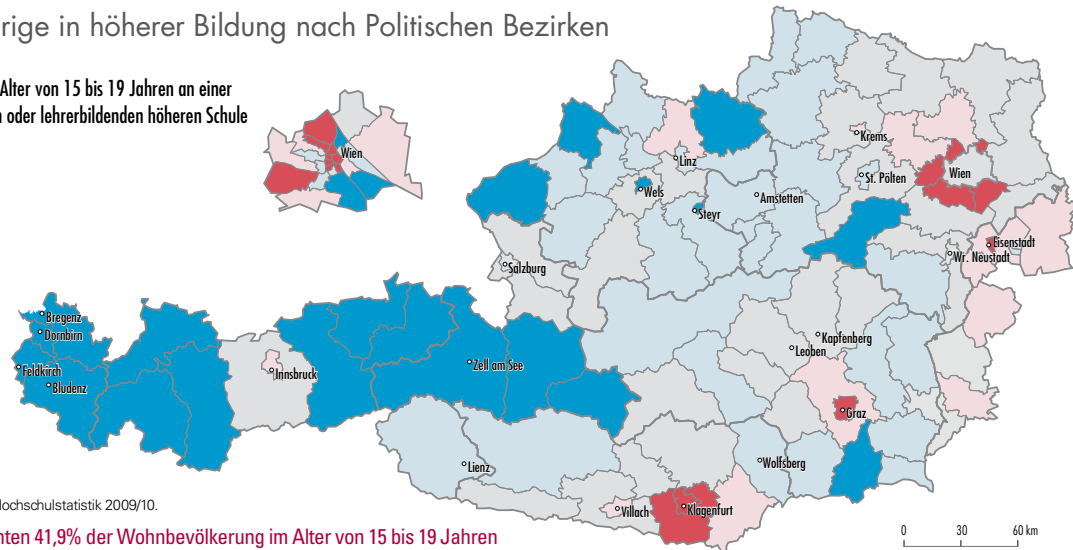 rige in höherer Bildung nach Politischen Bezirken
Alter von 15 bis 19 Jahren an einer
oder lehrerbildenden höheren Schule
Wien
Krems
Linz
St. Pölten
Wien
Wels
Amstetten
Steyr
Eisenstadt
Wr. Neustadt
Salzburg
Bregenz
Dornbirn
Kapfenberg
Leoben
Zell am See
Feldkirch
Innsbruck
Bludenz
Graz
Lienz
Wolfsberg
Villach
Klagenfurt
ochschulstatistik 2009/10.
nten 41,9% der Wohnbevölkerung im Alter von 15 bis 19 Jahren
0 30 60 km